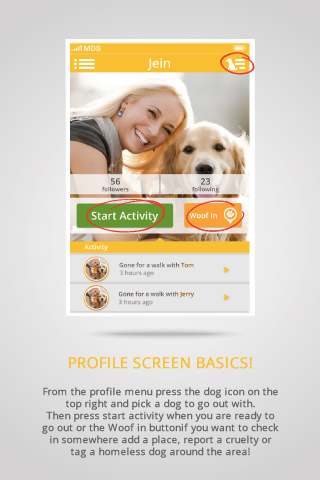 MDG
Jein
56
followers
23
following
Start Activity
Woof In
Activity
Gone for a walk with Tom
3 hours ago
Gone for a walk with Jerry
3 hours ago
PROFILE SCREEN BASICS!
From the profile menu press the dog icon on the
top right and pick a dog to go out with.
Then press start activity when you are ready to
go out or the Woof in buttonif you want to check
in somewhere add a place, report a cruelty or
tag a homeless dog around the area!